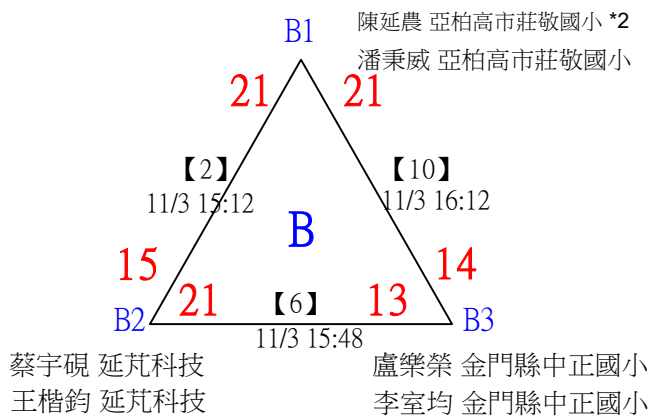 陳延農 亞柏高市莊敬國小 *2
B1
潘秉威 亞柏高市莊敬國小
21
21
【2】
【10】
11/3 15:12
11/3 16:12
B
15
14
21
【6】
13
B2
B3
11/3 15:48
蔡宇硯 延芃科技
盧樂榮 金門縣中正國小
王楷鈞 延芃科技
李室均 金門縣中正國小